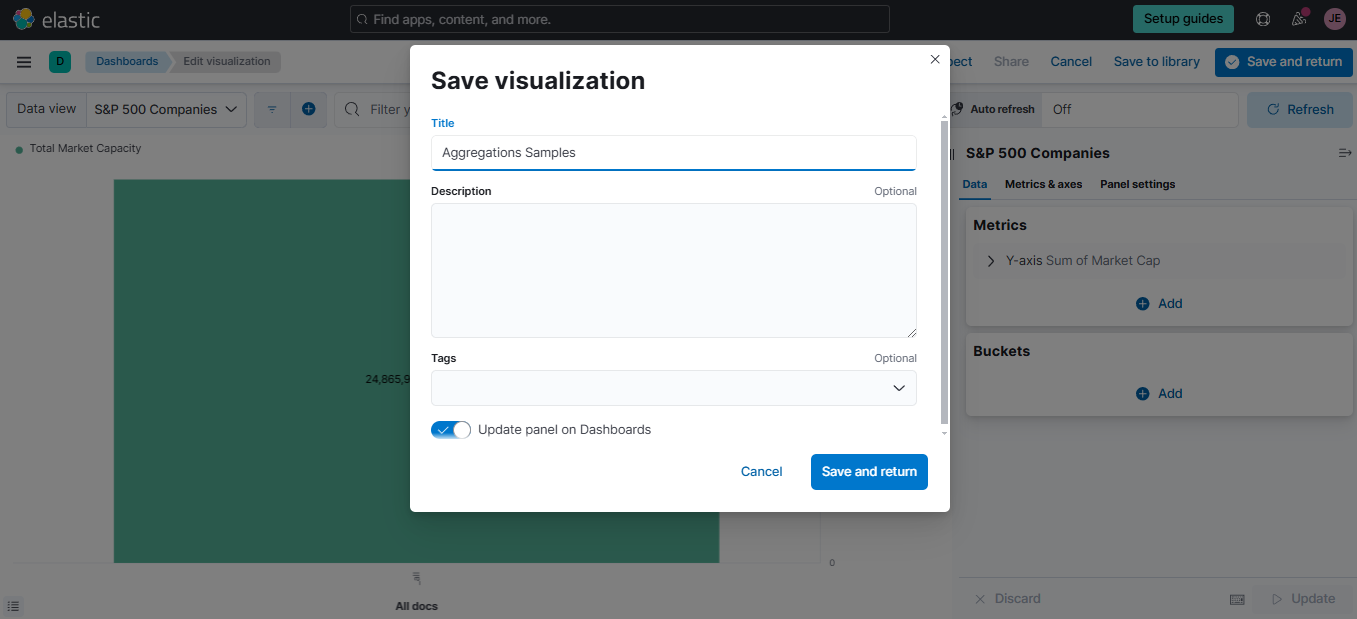 elastic
Find apps, content, and more.
Setup guides
JE
D
Dashboards
Edit visualization
Share
Cancel
Save to library
Save and return
Data view
S&P 500 Companies
Filter
Auto refresh
Off
Refresh
Total Market Capacity
Save visualization
Title
Aggregations Samples
Description
Optional
Tags
Optional
Update panel on Dashboards
Cancel
Save and return
S&P 500 Companies
Data
Metrics & axes
Panel settings
Metrics
Y-axis Sum of Market Cap
Add
Buckets
Add
24,865,9
0
All docs
Discard
Update